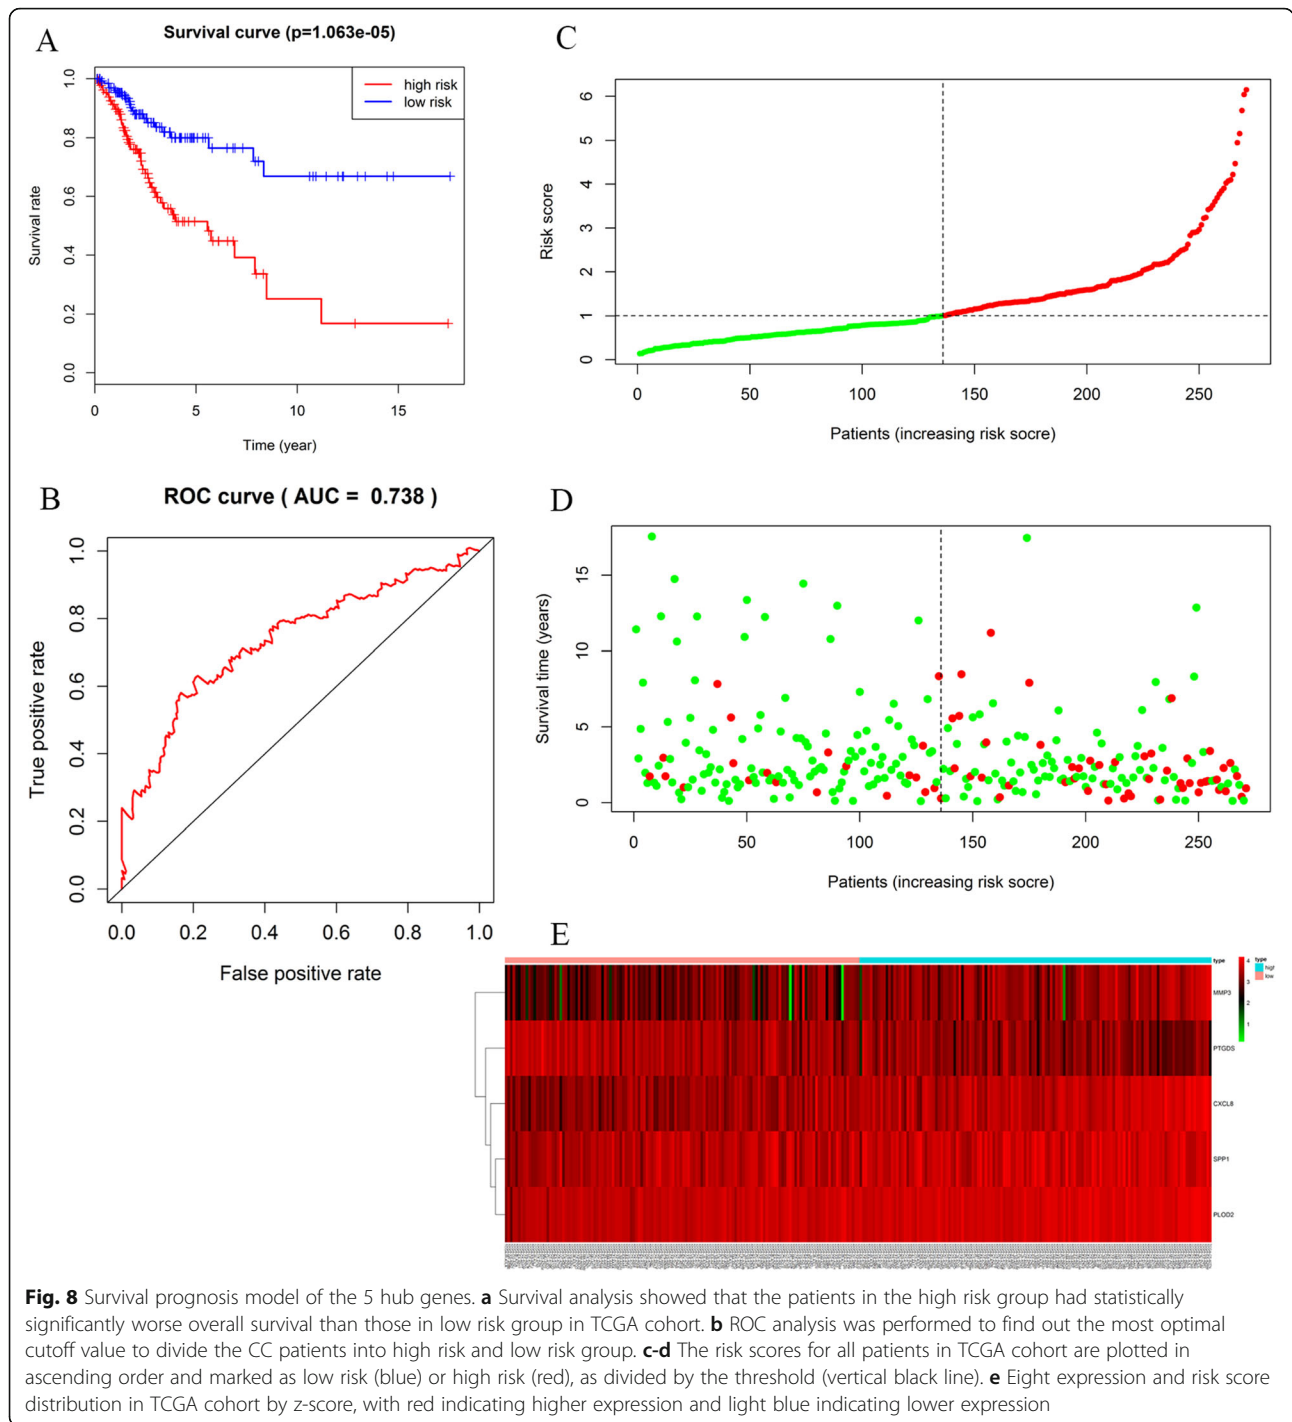 A
Survival curve (p=1.063e-05)
high risk
low risk
Survival rate
0.0 0.2 0.4 0.6 0.8 1.0
0 5 10 15
Time (year)
B
ROC curve ( AUC = 0.738 )
True positive rate
0.0 0.2 0.4 0.6 0.8 1.0
0.0 0.2 0.4 0.6 0.8 1.0
False positive rate
C
Risk score
0 1 2 3 4 5 6
0 50 100 150 200 250
Patients (increasing risk socre)
D
Survival time (years)
0 5 10 15
0 50 100 150 200 250
Patients (increasing risk socre)
E
type
MMP3
PTGDS
CXCL8
SPP1
PLOD2
4
3
2
1
type
high
low
Fig. 8 Survival prognosis model of the 5 hub genes. a Survival analysis showed that the patients in the high risk group had statistically
significantly worse overall survival than those in low risk group in TCGA cohort. b ROC analysis was performed to find out the most optimal
cutoff value to divide the CC patients into high risk and low risk group. c-d The risk scores for all patients in TCGA cohort are plotted in
ascending order and marked as low risk (blue) or high risk (red), as divided by the threshold (vertical black line). e Eight expression and risk score
distribution in TCGA cohort by z-score, with red indicating higher expression and light blue indicating lower expression